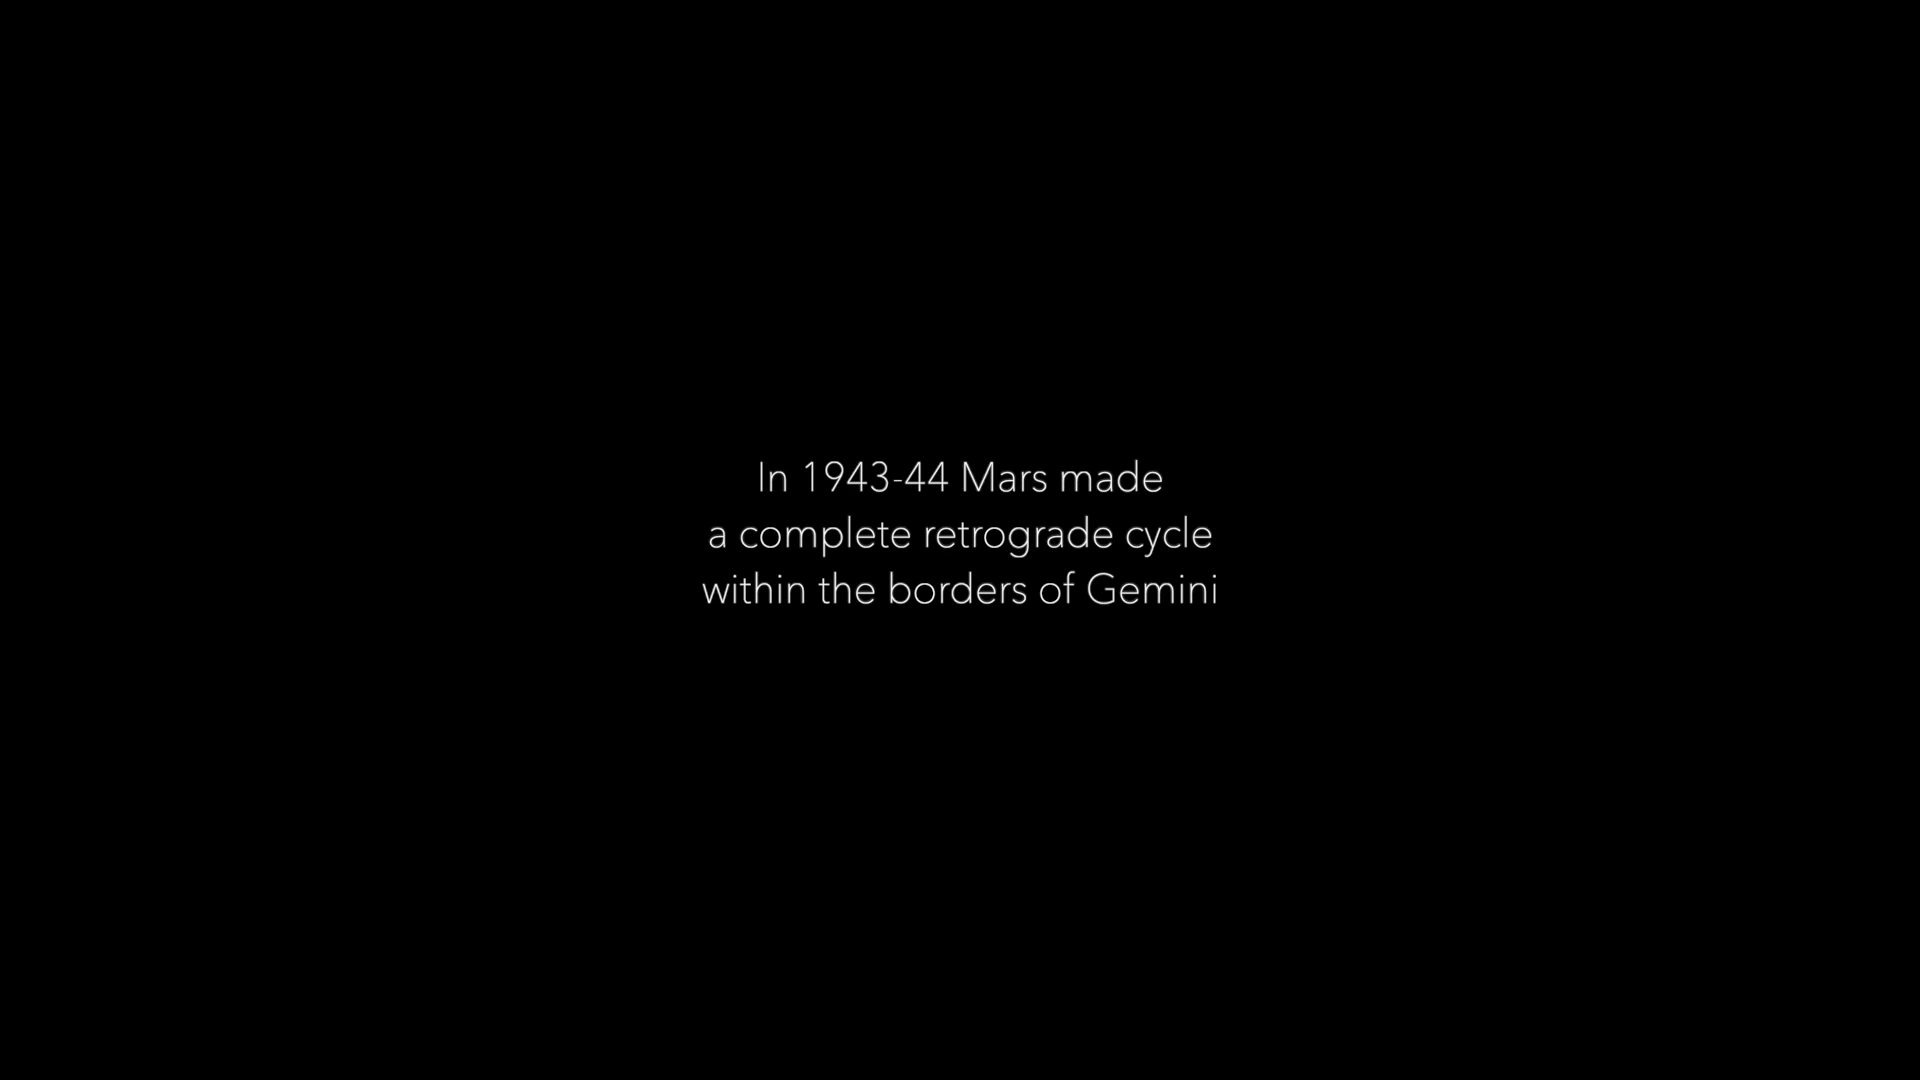 In 1943-44 Mars made
a complete retrograde cycle
within the borders of Gemini